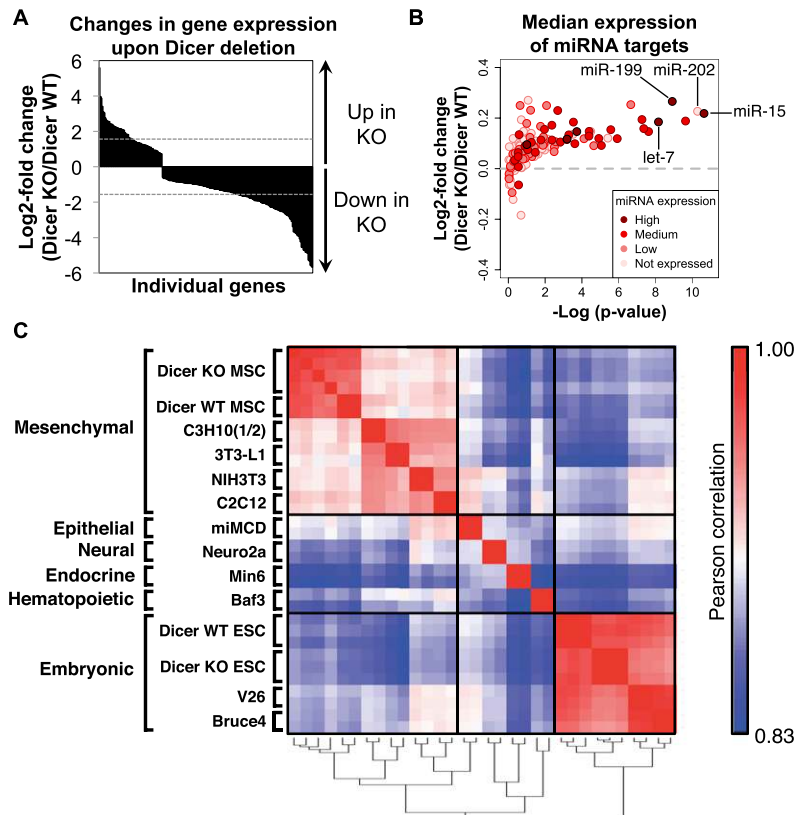 A
Changes in gene expression
upon Dicer deletion
Log2-fold change
(Dicer KO/Dicer WT)
6
4
2
0
-2
-4
-6
Up in
KO
Down in
KO
Individual genes
B
Median expression
of miRNA targets
Log2-fold change
(Dicer KO/Dicer WT)
0.4
0.2
0.0
-0.2
-0.4
miR-199
miR-202
miR-15
let-7
miRNA expression
High
Medium
Low
Not expressed
0 2 4 6 8 10
-Log (p-value)
C
Mesenchymal
Dicer KO MSC
Dicer WT MSC
C3H10(1/2)
3T3-L1
NIH3T3
C2C12
Epithelial miMCD
Neural Neuro2a
Endocrine Min6
Hematopoietic Baf3
Embryonic
Dicer WT ESC
Dicer KO ESC
V26
Bruce4
1.00
Pearson correlation
0.83